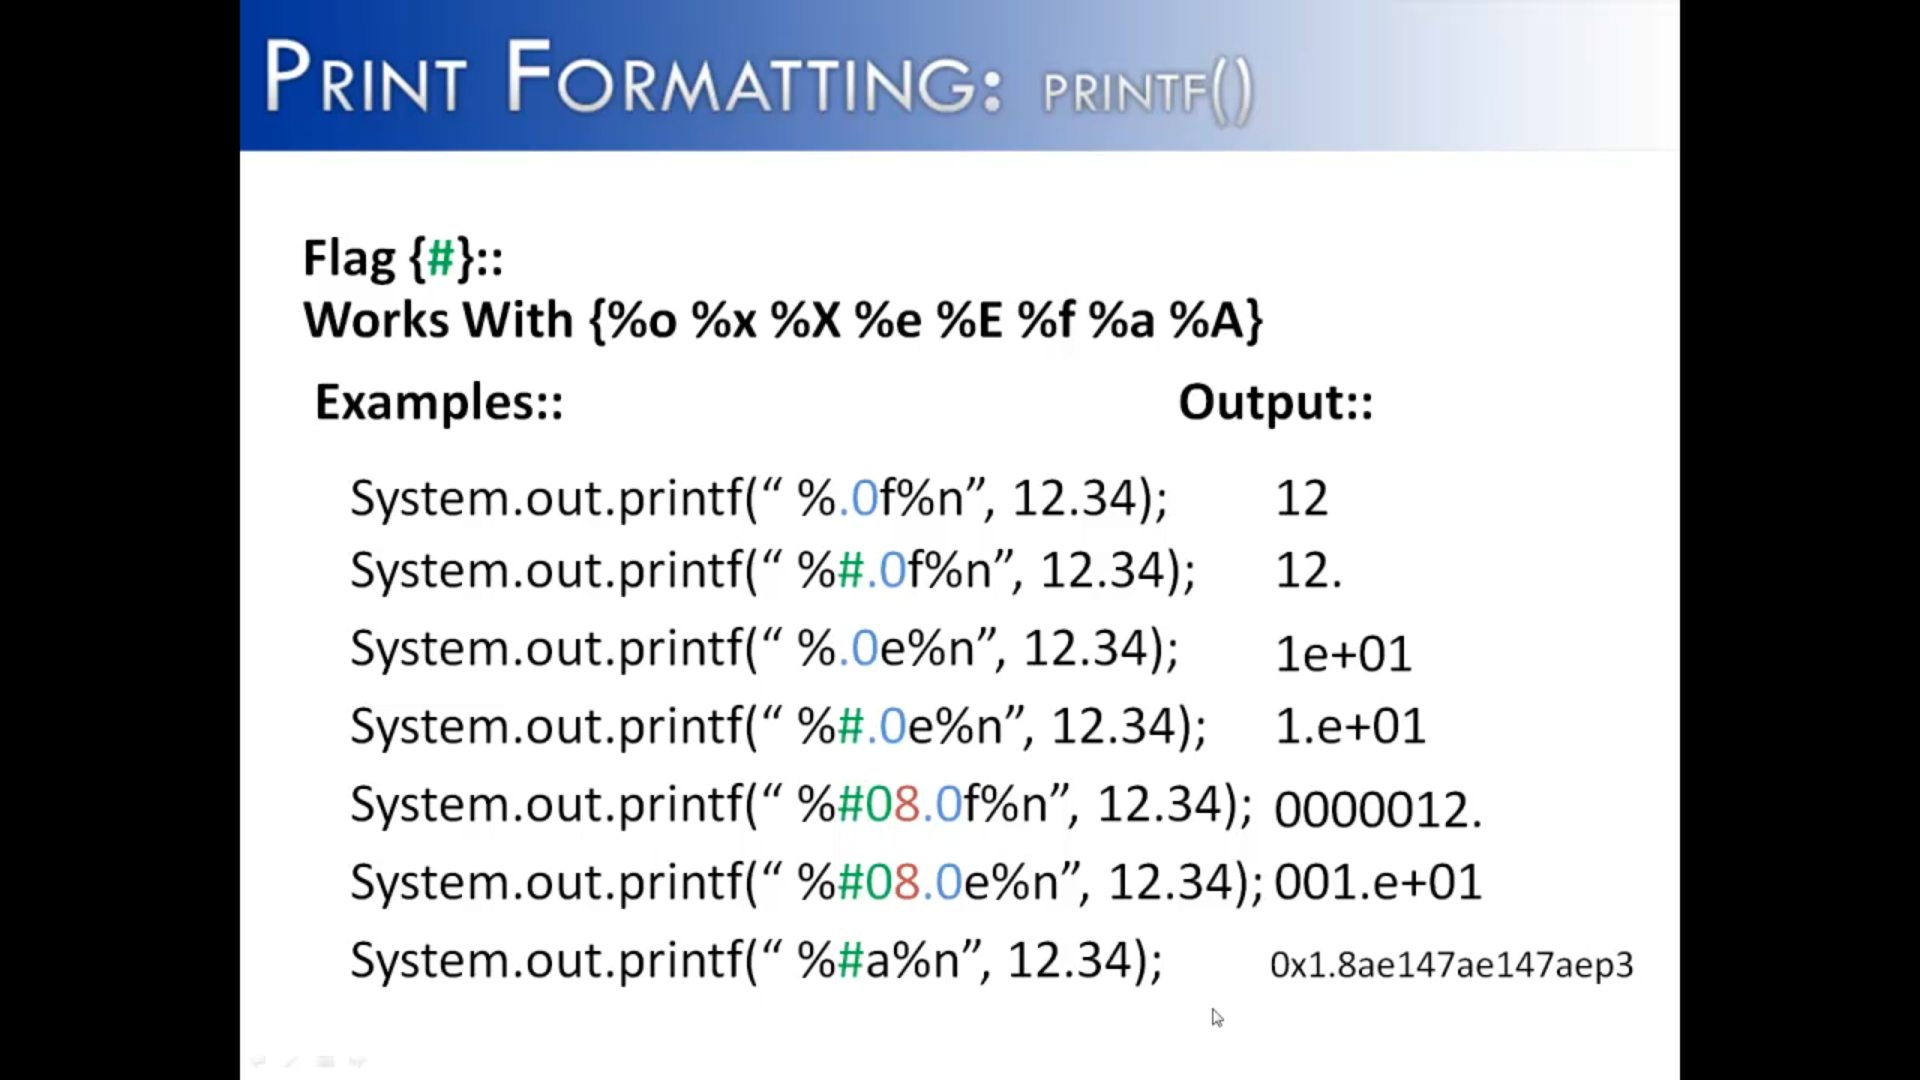 PRINT FORMATTING: PRINTF()
Flag {#}::
Works With {%o %x %X %e %E %f %a %A}
Examples:: Output::
System.out.printf(“ %.0f%n”, 12.34); 12
System.out.printf(“ %#.0f%n”, 12.34); 12.
System.out.printf(“ %.0e%n”, 12.34); 1e+01
System.out.printf(“ %#.0e%n”, 12.34); 1.e+01
System.out.printf(“ %#08.0f%n”, 12.34); 0000012.
System.out.printf(“ %#08.0e%n”, 12.34); 001.e+01
System.out.printf(“ %#a%n”, 12.34); 0x1.8ae147ae147aep3